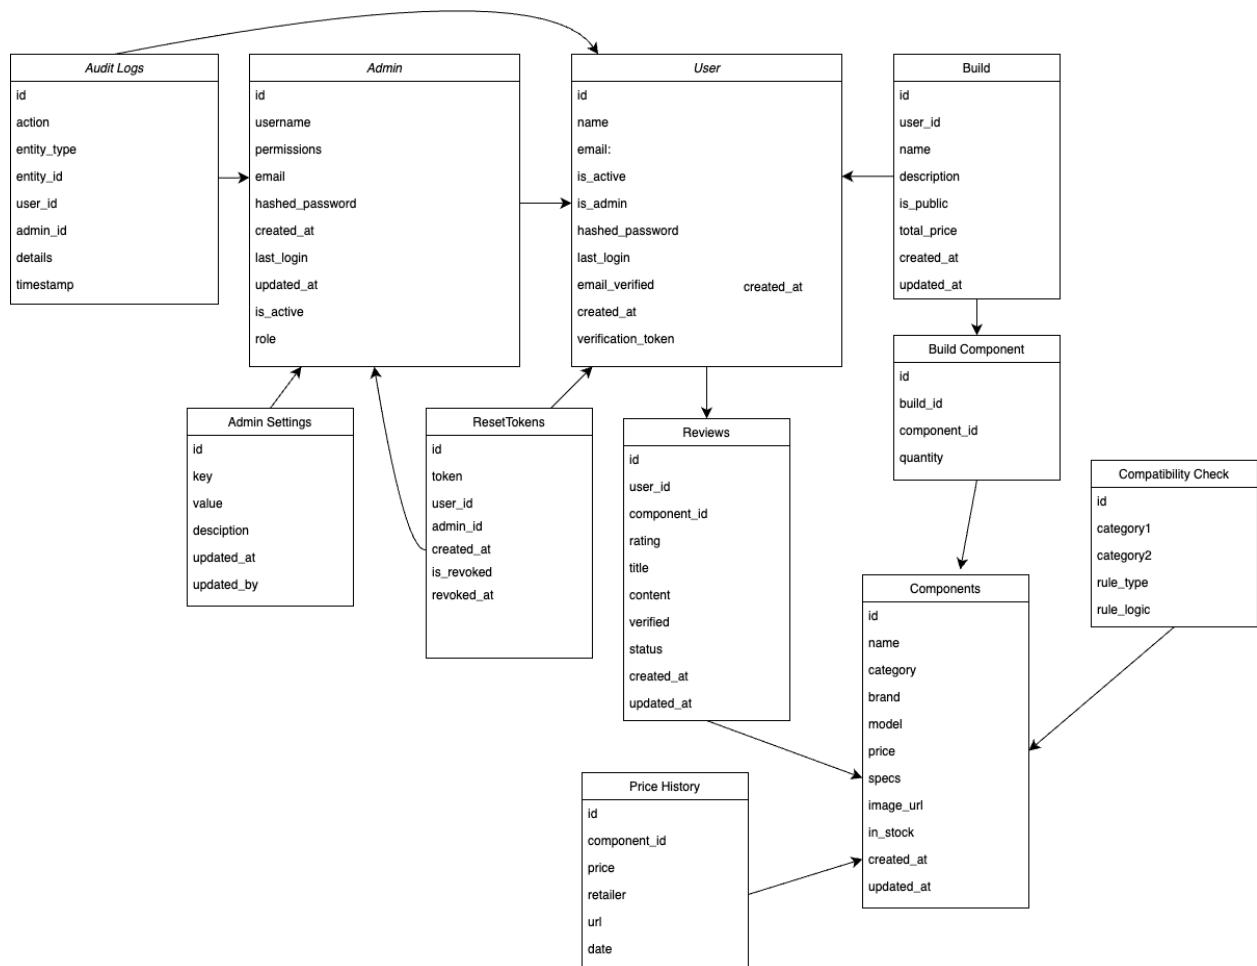 Audit Logs
id
action
entity_type
entity_id
user_id
admin_id
details
timestamp
Admin
id
username
permissions
email
hashed_password
created_at
last_login
updated_at
is_active
role
User
id
name
email:
is_active
is_admin
hashed_password
last_login
email_verified
created_at
created_at
verification_token
Build
id
user_id
name
description
is_public
total_price
created_at
updated_at
Build Component
id
build_id
component_id
quantity
Admin Settings
id
key
value
desciption
updated_at
updated_by
ResetTokens
id
token
user_id
admin_id
created_at
is_revoked
revoked_at
Reviews
id
user_id
component_id
rating
title
content
verified
status
created_at
updated_at
Compatibility Check
id
category1
category2
rule_type
rule_logic
Components
id
name
category
brand
model
price
specs
image_url
in_stock
created_at
updated_at
Price History
id
component_id
price
retailer
url
date